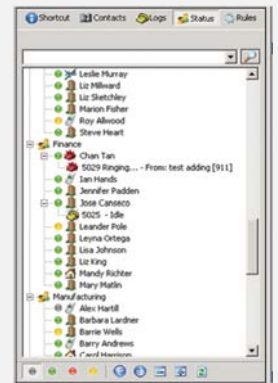 Shortcut Contacts Logs Status Rules
Leslie Murray
Liz Millward
Liz Sketchley
Marion Fisher
Roy Allwood
Steve Heart
Finance
Chan Tan
5029 Ringing... - From: test adding [911]
Ian Hands
Jennifer Padden
Jose Canseco
5025 - Idle
Leander Pole
Leyna Ortega
Lisa Johnson
Liz King
Mandy Richter
Mary Matlin
Manufacturing
Alex Hartill
Barbara Lardner
Barrie Wells
Barry Andrews
Carol Harrison